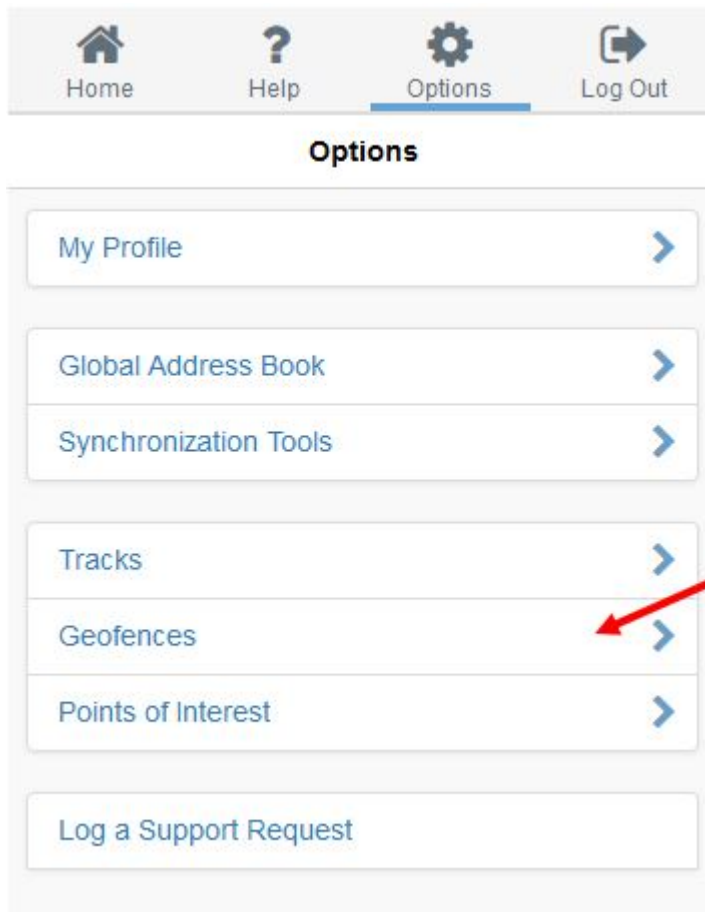 Home Help Options Log Out
Options
My Profile
Global Address Book
Synchronization Tools
Tracks
Geofences
Points of Interest
Log a Support Request